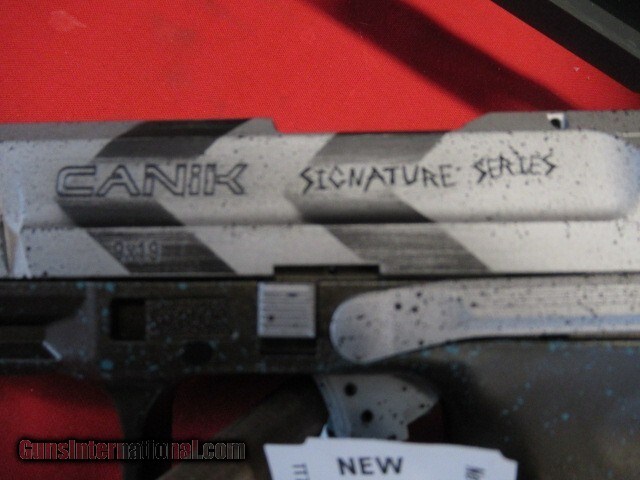 CANiK SIGNATURE SERIES
9x19
NEW
GunsInternational.com